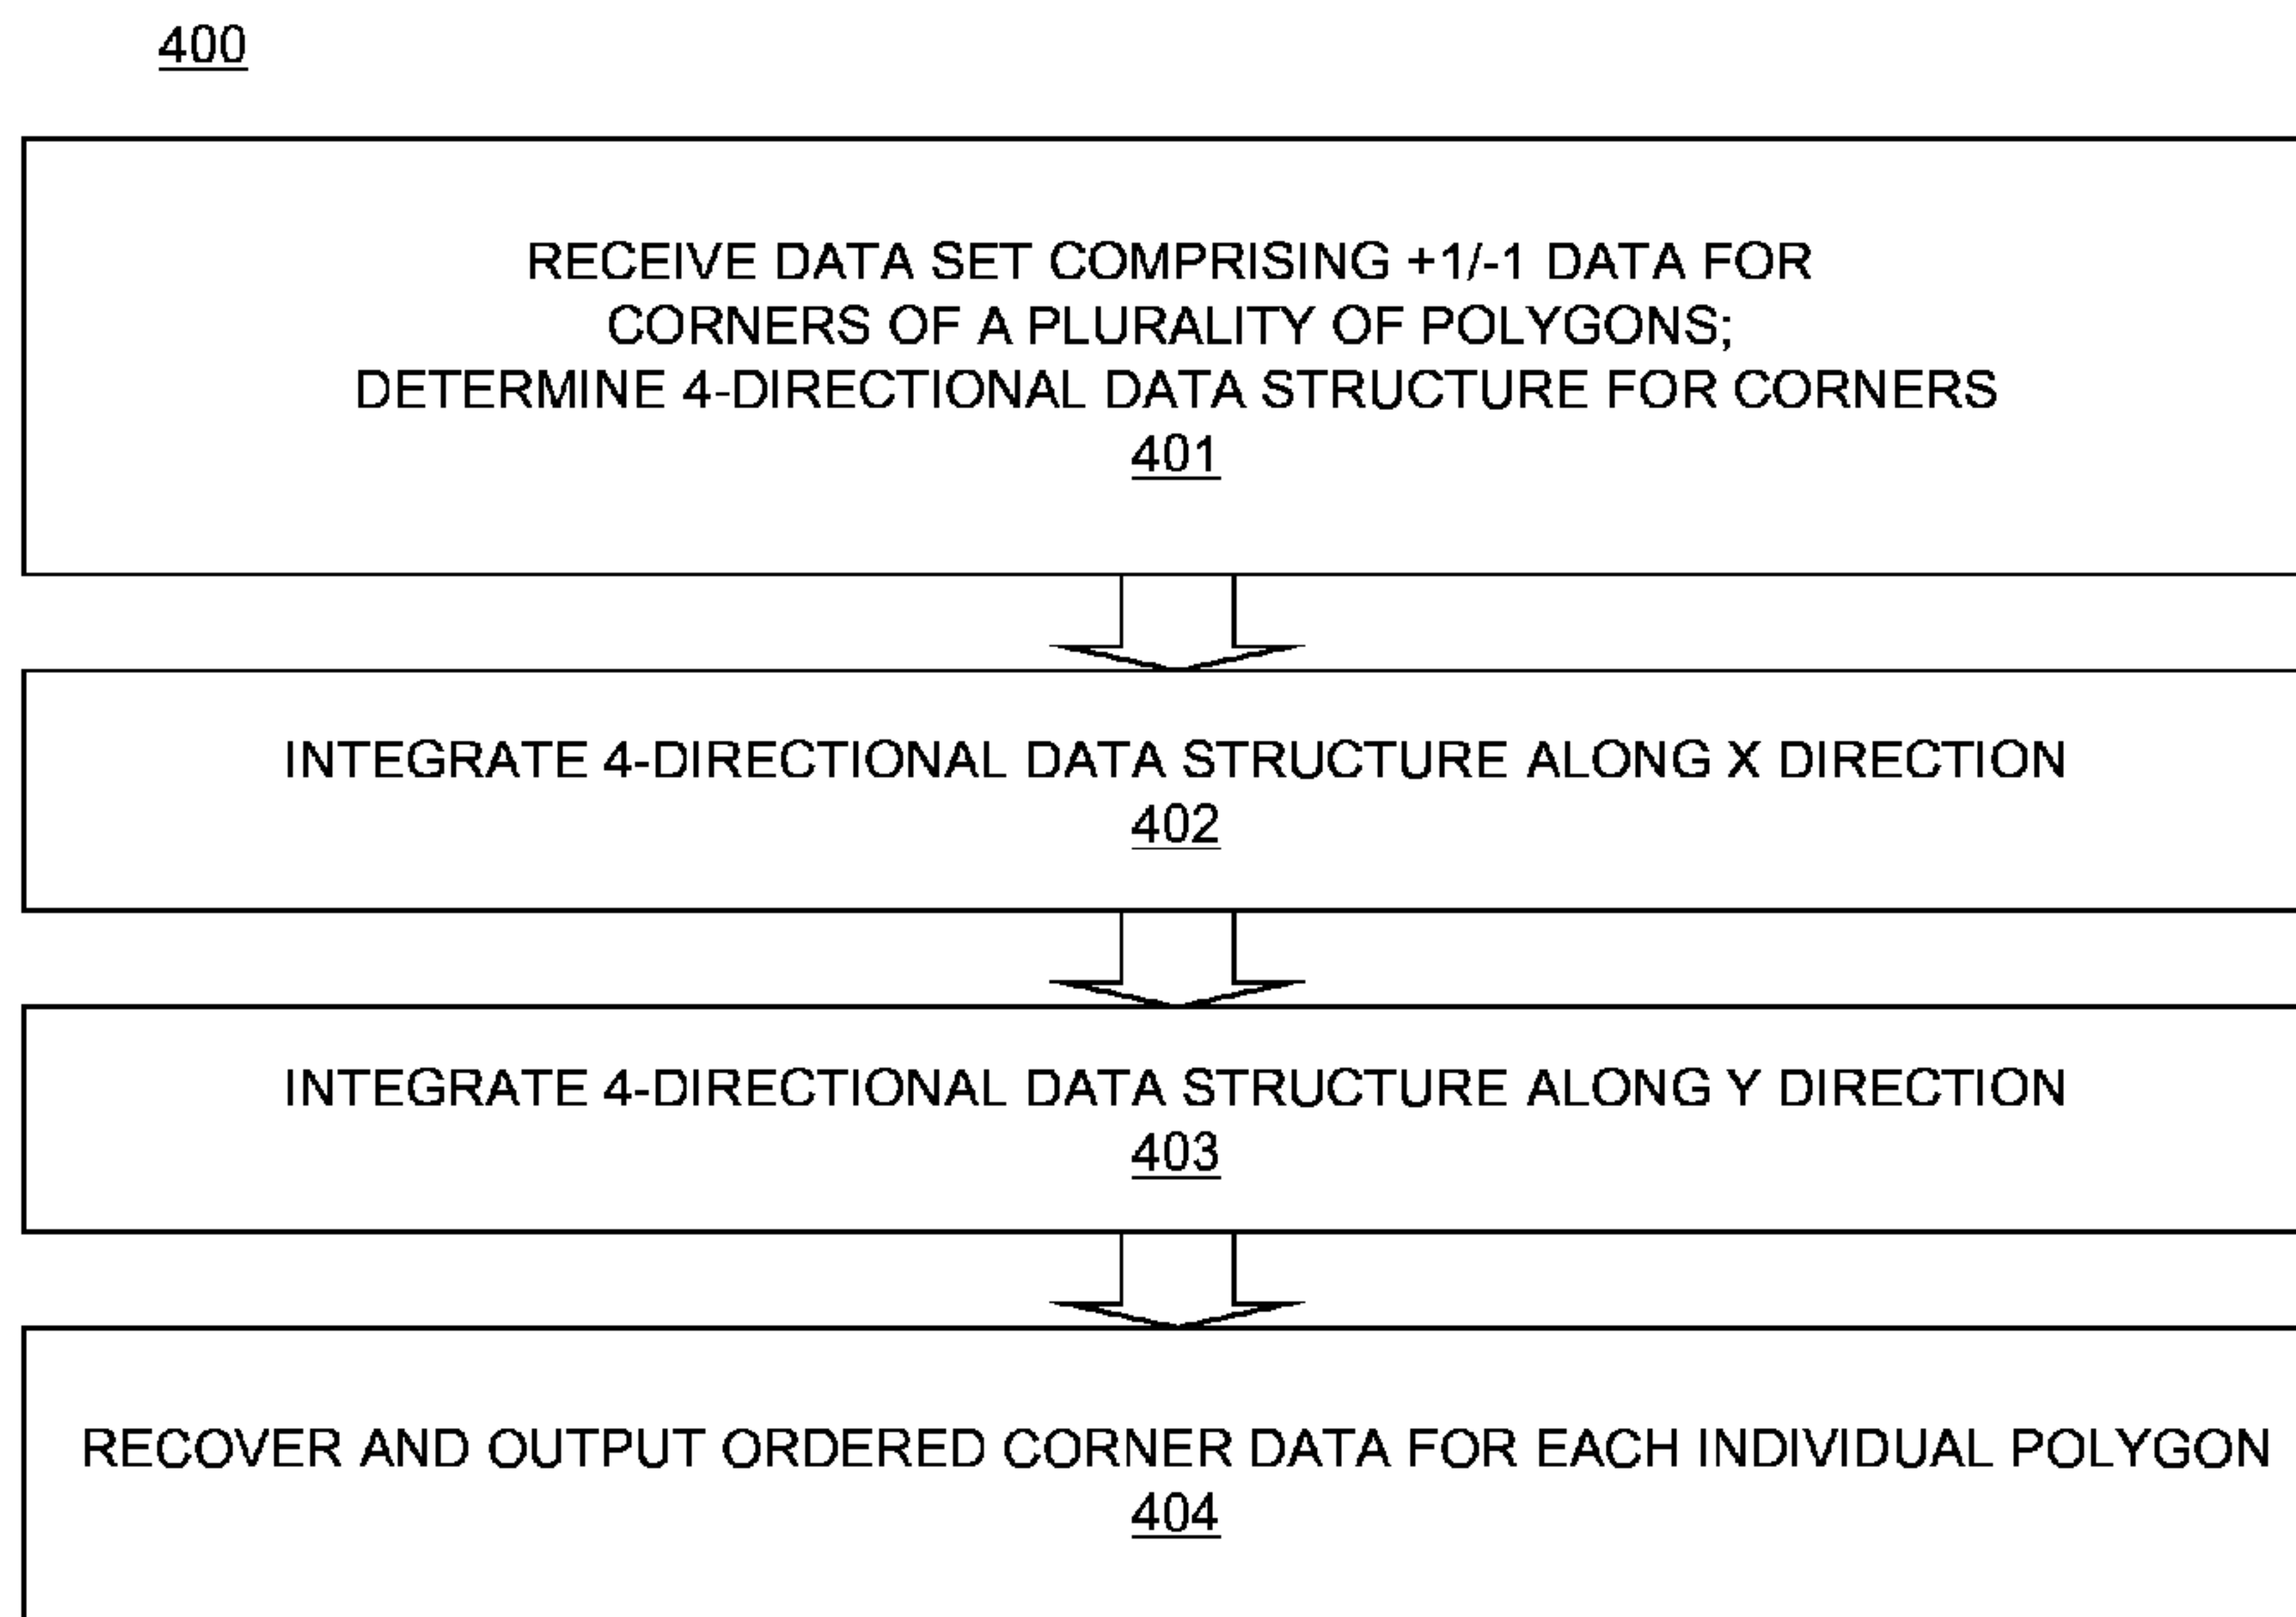 400
RECEIVE DATA SET COMPRISING +1/-1 DATA FOR
CORNERS OF A PLURALITY OF POLYGONS;
DETERMINE 4-DIRECTIONAL DATA STRUCTURE FOR CORNERS
401
INTEGRATE 4-DIRECTIONAL DATA STRUCTURE ALONG X DIRECTION
402
INTEGRATE 4-DIRECTIONAL DATA STRUCTURE ALONG Y DIRECTION
403
RECOVER AND OUTPUT ORDERED CORNER DATA FOR EACH INDIVIDUAL POLYGON
404